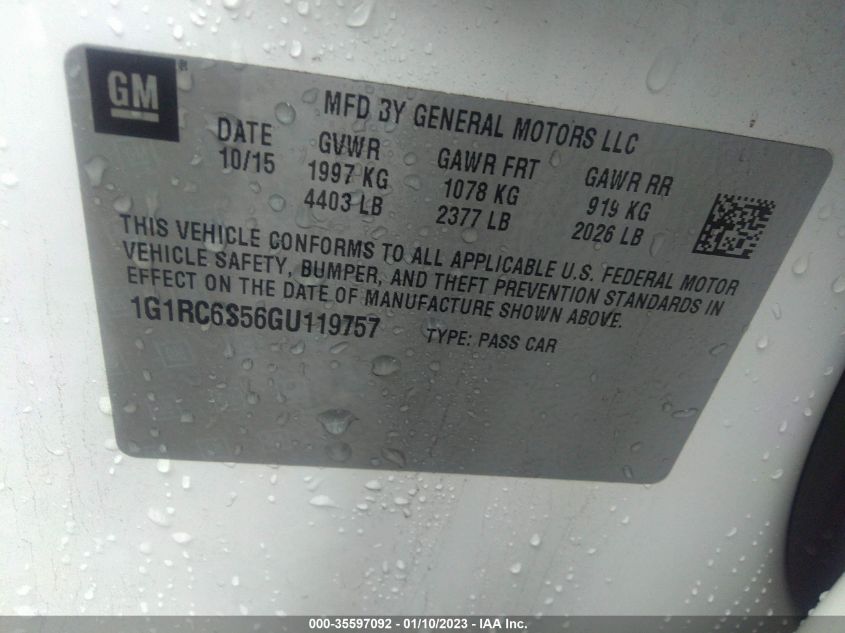 GM
MFD BY GENERAL MOTORS LLC
DATE GVWR GAWR FRT GAWR RR
10/15 1997 KG 1078 KG 919 KG
4403 LB 2377 LB 2026 LB
THIS VEHICLE CONFORMS TO ALL APPLICABLE U.S. FEDERAL MOTOR
VEHICLE SAFETY, BUMPER, AND THEFT PREVENTION STANDARDS IN
EFFECT ON THE DATE OF MANUFACTURE SHOWN ABOVE.
1G1RC6S56GU119757 TYPE: PASS CAR
000-35597092 - 01/10/2023 - IAA Inc.